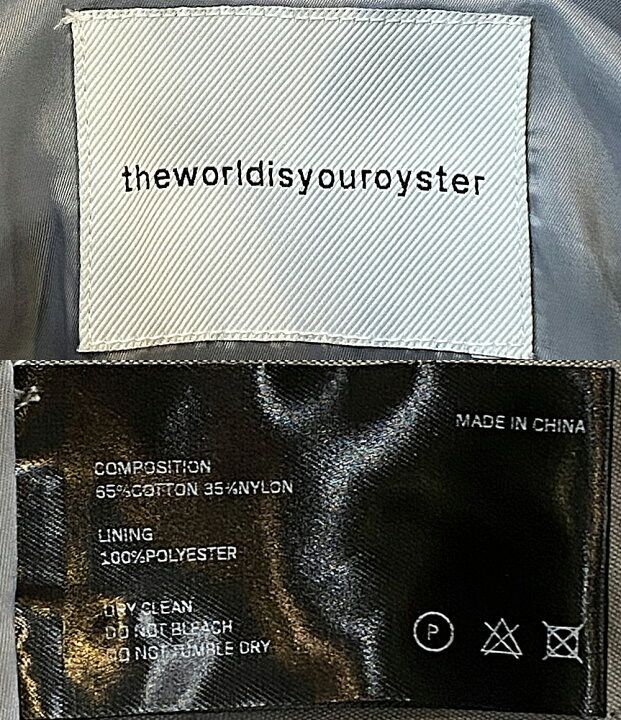 theworldisyouroyster
MADE IN CHINA
COMPOSITION
65%COTTON 35%NYLON
LINING
100%POLYESTER
DRY CLEAN
DO NOT BLEACH
DO NOT TUMBLE DRY
P